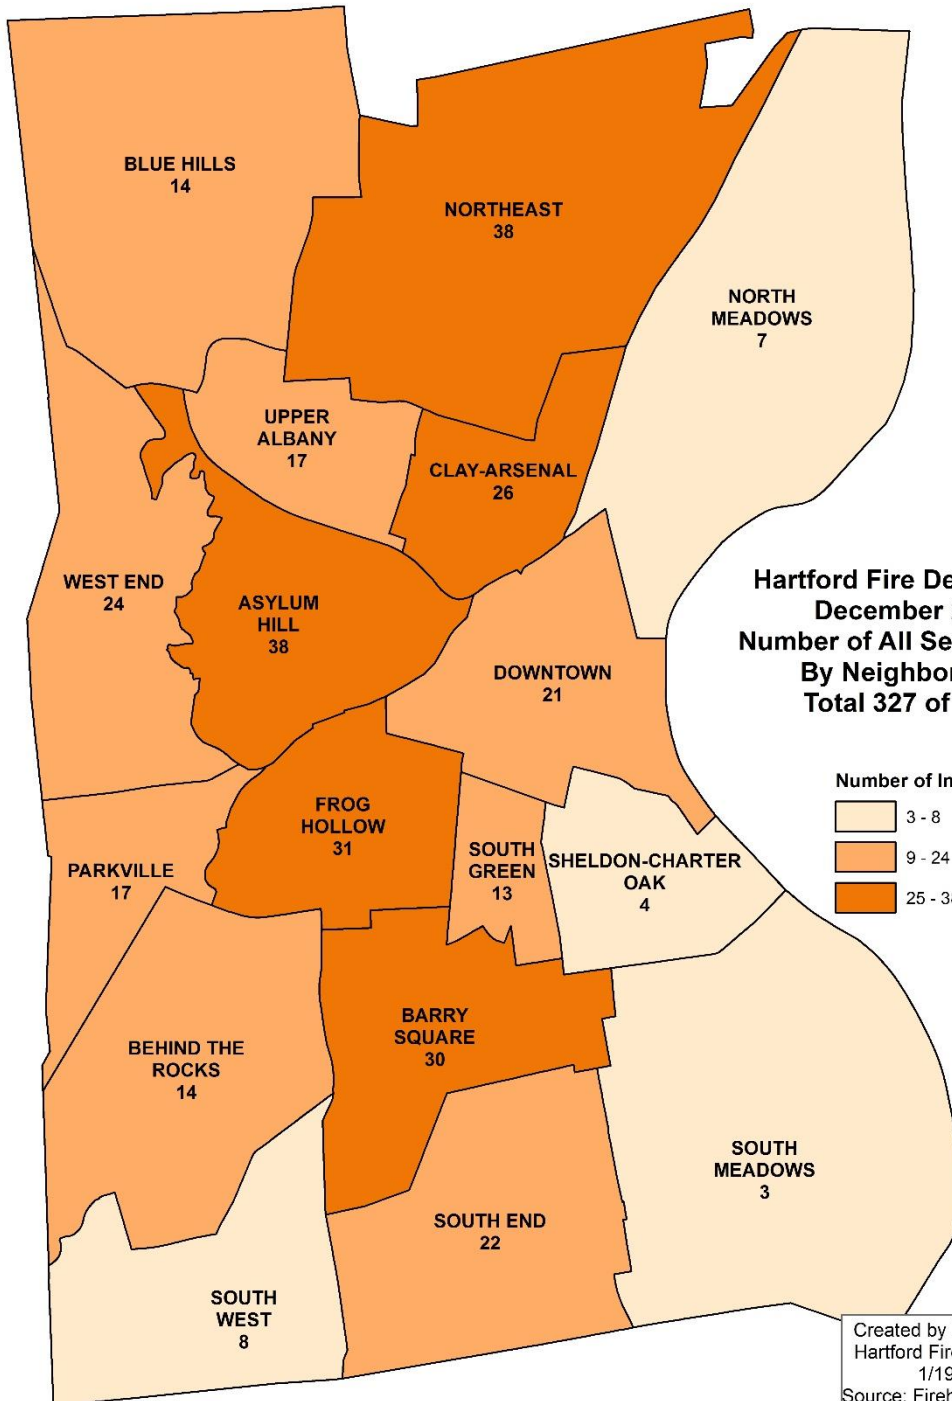 BLUE HILLS
14
NORTHEAST
38
NORTH
MEADOWS
7
UPPER
ALBANY
17
CLAY-ARSENAL
26
WEST END
24
ASYLUM
HILL
38
DOWNTOWN
21
Hartford Fire De
December
Number of All Se
By Neighbor
Total 327 of
Number of In
3 - 8
9 - 24
25 - 3
FROG
HOLLOW
31
SOUTH
GREEN
13
SHELDON-CHARTER
OAK
4
PARKVILLE
17
BARRY
SQUARE
30
BEHIND THE
ROCKS
14
SOUTH
MEADOWS
3
SOUTH END
22
SOUTH
WEST
8
Created by
Hartford Fir
1/19
Source: Fireh